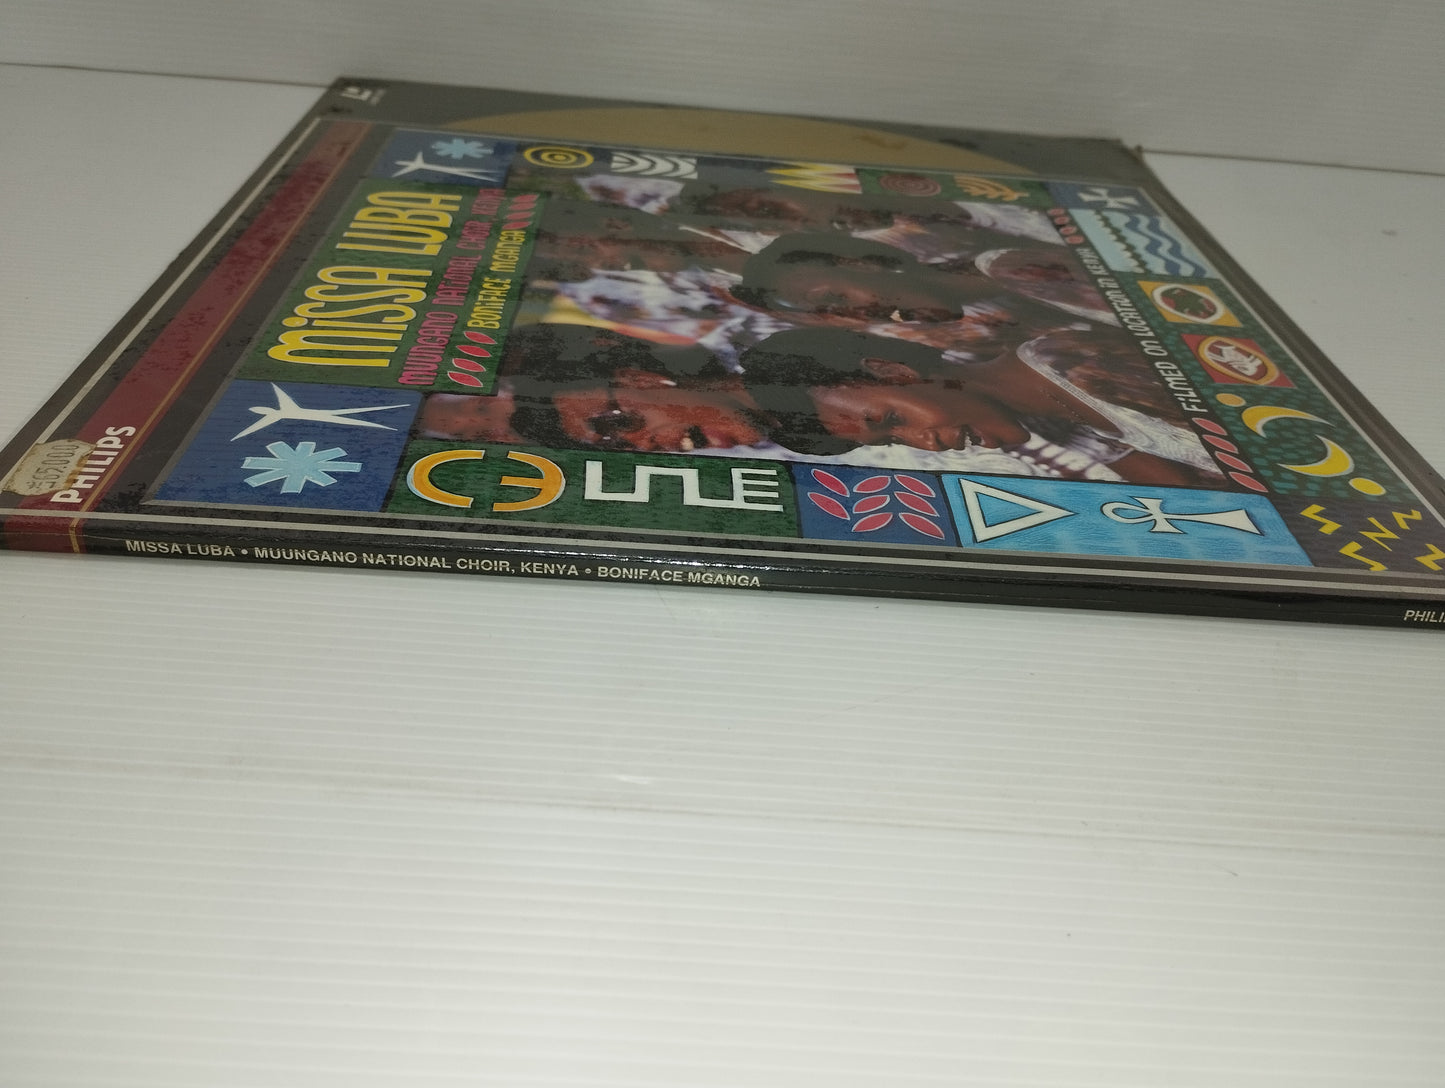 MiSSA LUBA
MUUNGANO NATIONAL CHOIR, KENYA
BONIFACE MGANGA
FILMED ON LOCATION IN KENYA
PHILIPS
MISSA LUBA • MUUNGANO NATIONAL CHOIR, KENYA • BONIFACE MGANGA